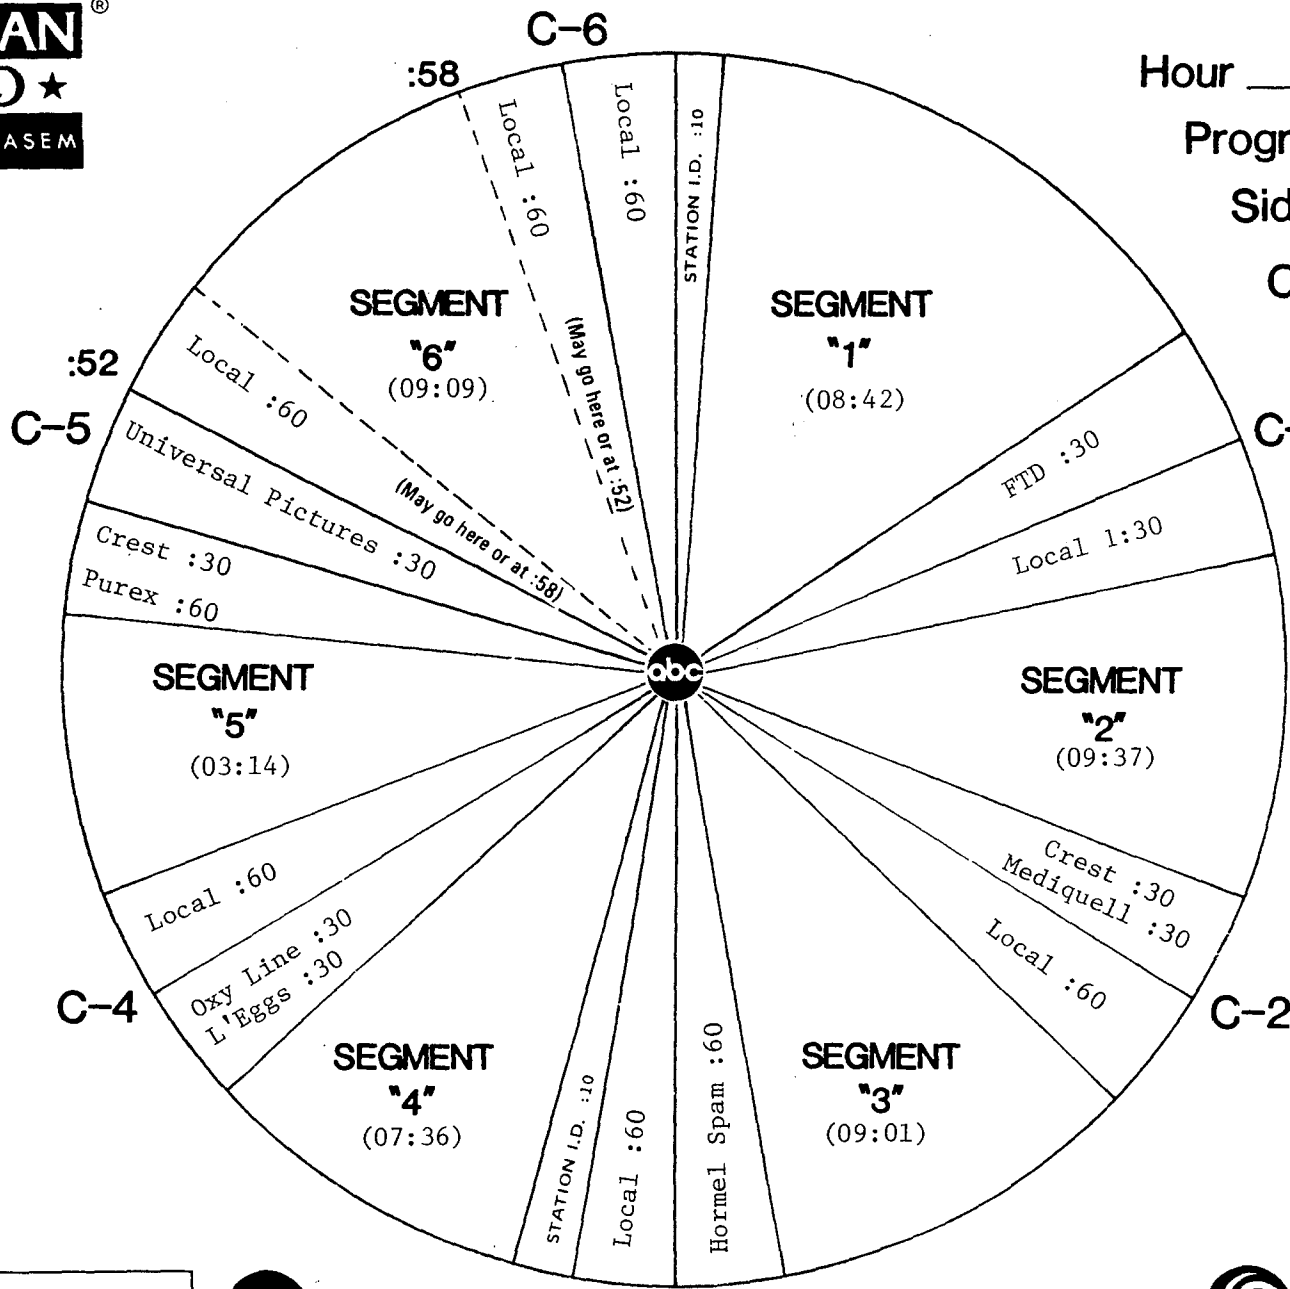 AN
®
ASEM
C-6
:58
Hour
Local :60
Local :60
STATION I.D. :10
SEGMENT
"6"
(09:09)
(May go here or at :52)
SEGMENT
"1"
(08:42)
:52
C-5
Local :60
(May go here or at :58)
Universal Pictures :30
Crest :30
Purex :60
FTD :30
Local 1:30
abc
SEGMENT
"5"
(03:14)
SEGMENT
"2"
(09:37)
Crest :30
Mediquell :30
Local :60
C-2
Local :60
C-4
Oxy Line :30
L'Eggs :30
SEGMENT
"4"
(07:36)
STATION I.D. :10
Local :60
Hormel Spam :60
SEGMENT
"3"
(09:01)